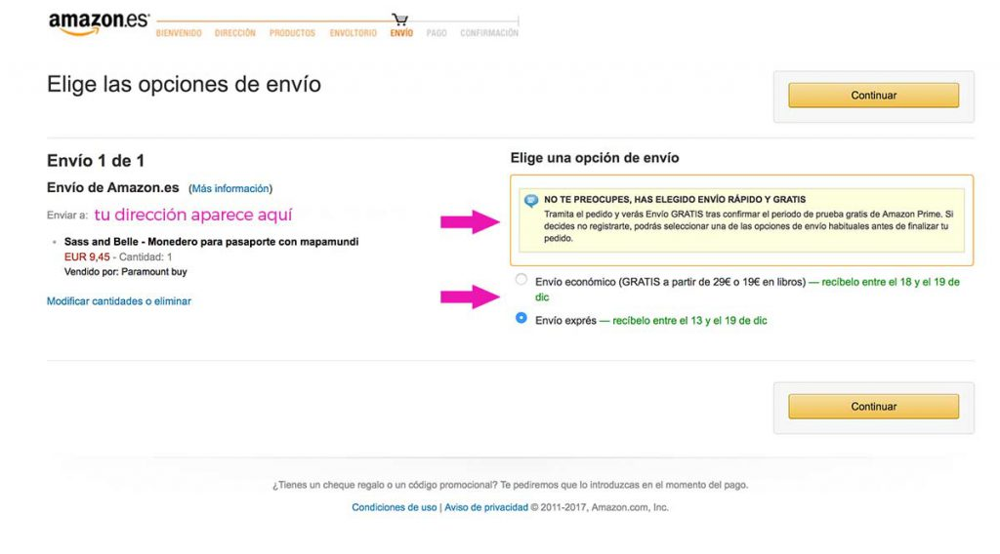 amazon.es
BIENVENIDO DIRECCIÓN PRODUCTOS ENVOLTORIO ENVÍO PAGO CONFIRMACIÓN
Elige las opciones de envío
Continuar
Envío 1 de 1
Envío de Amazon.es (Más información)
Enviar a: tu dirección aparece aquí
Sass and Belle - Monedero para pasaporte con mapamundi
EUR 9,45 - Cantidad: 1
Vendido por: Paramount buy
Modificar cantidades o eliminar
Elige una opción de envío
NO TE PREOCUPES, HAS ELEGIDO ENVÍO RÁPIDO Y GRATIS
Tramita el pedido y verás Envío GRATIS tras confirmar el periodo de prueba gratis de Amazon Prime. Si
decides no registrarte, podrás seleccionar una de las opciones de envío habituales antes de finalizar tu
pedido.
Envío económico (GRATIS a partir de 29€ o 19€ en libros) — recíbelo entre el 18 y el 19 de
dic
Envío exprés — recíbelo entre el 13 y el 19 de dic
Continuar
¿Tienes un cheque regalo o un código promocional? Te pediremos que lo introduzcas en el momento del pago.
Condiciones de uso | Aviso de privacidad © 2011-2017, Amazon.com, Inc.